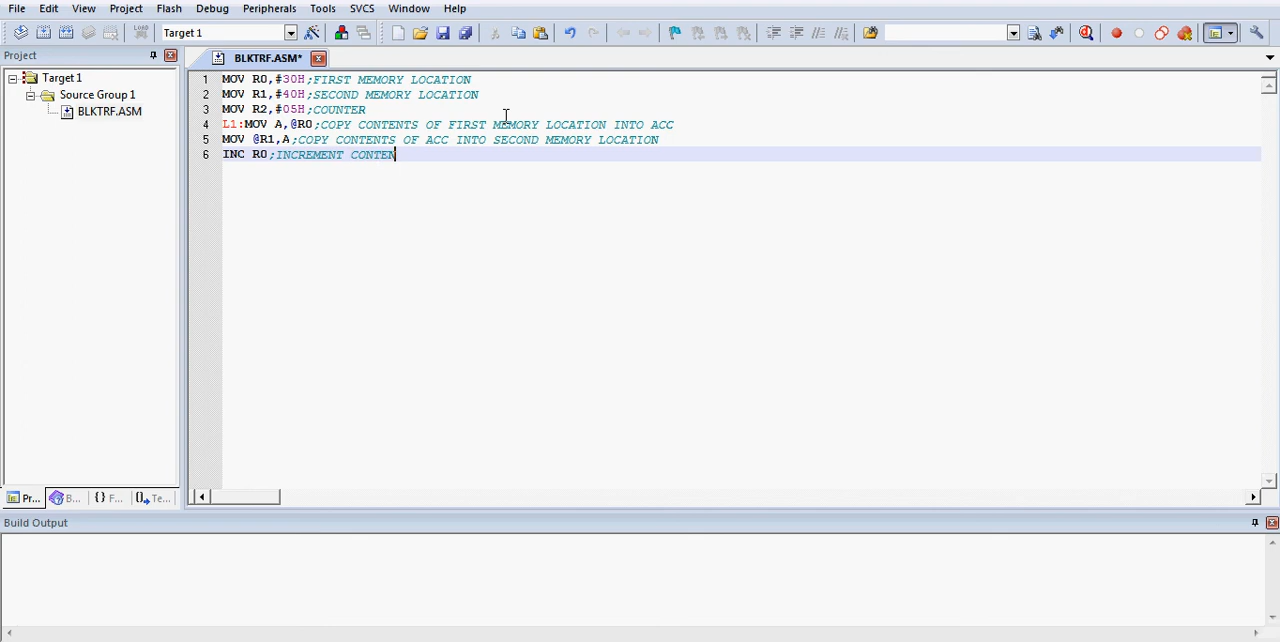 File Edit View Project Flash Debug Peripherals Tools SVCS Window Help
LOAD Target 1
Project
BLKTRF.ASM*
Target 1
Source Group 1
BLKTRF.ASM
1 MOV R0,#30H;FIRST MEMORY LOCATION
2 MOV R1,#40H;SECOND MEMORY LOCATION
3 MOV R2,#05H;COUNTER
4 L1:MOV A,@R0;COPY CONTENTS OF FIRST MEMORY LOCATION INTO ACC
5 MOV @R1,A;COPY CONTENTS OF ACC INTO SECOND MEMORY LOCATION
6 INC R0;INCREMENT CONTEN
Pr... B... {} F... Te...
Build Output